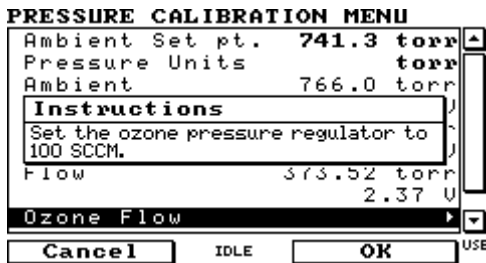 PRESSURE CALIBRATION MENU
Ambient Set pt. 741.3 torr
Pressure Units torr
Ambient 766.0 torr
Instructions
Set the ozone pressure regulator to
100 SCCM.
Flow 373.52 torr
2.37 V
Ozone Flow
Cancel IDLE OK USE